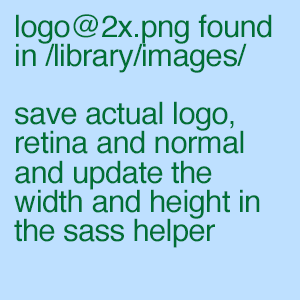 logo@2x.png found
in /library/images/
save actual logo,
retina and normal
and update the
width and height in
the sass helper